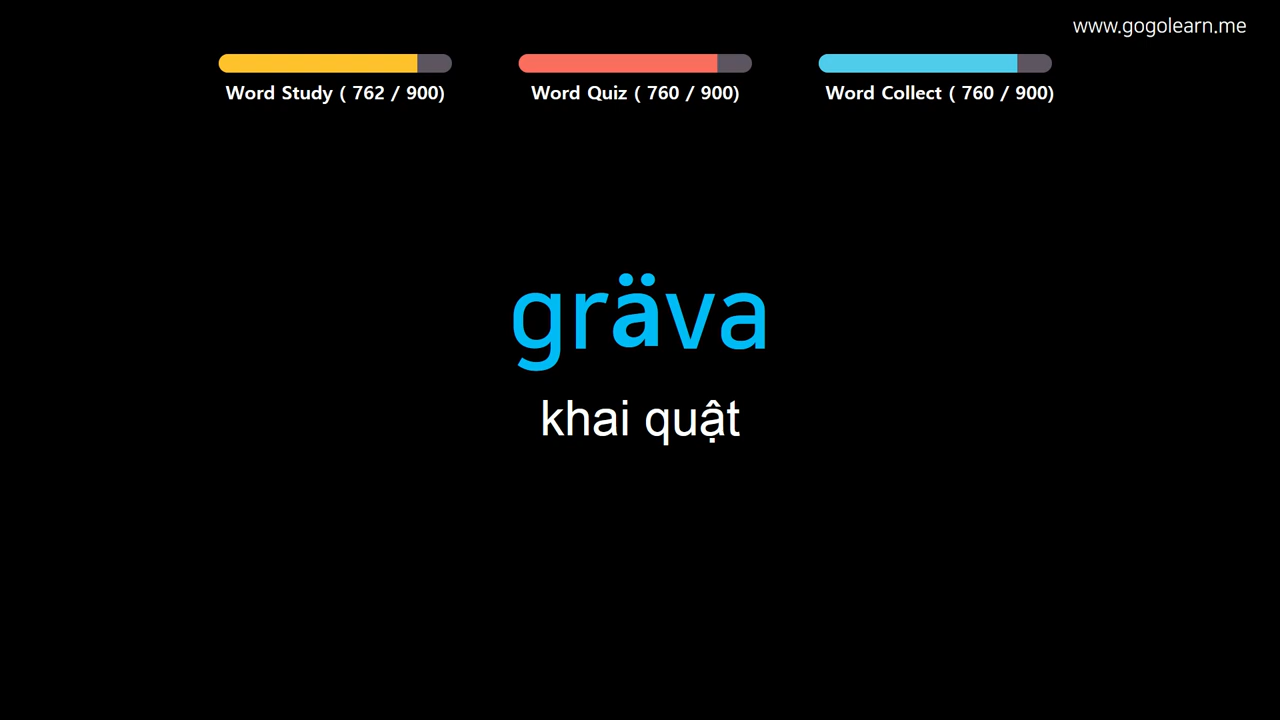 www.gogolearn.me
Word Study ( 762 / 900)
Word Quiz ( 760 / 900)
Word Collect ( 760 / 900)
gräva
khai quật